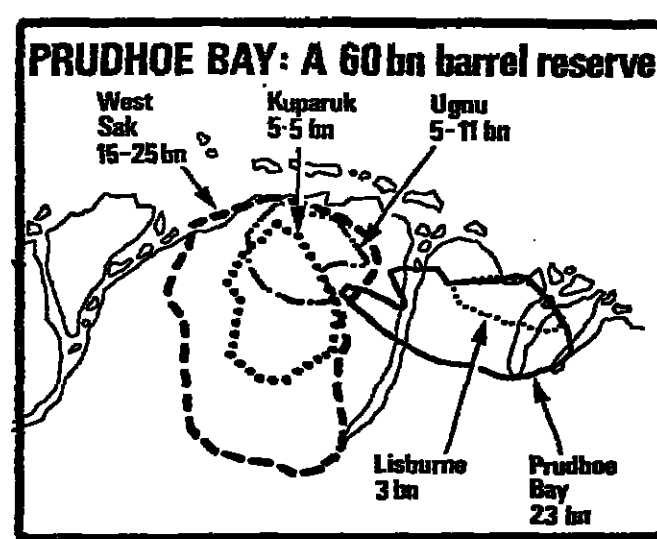 PRUDHOE BAY: A 60 bn barrel reserve
West
Sak
15-25 bn
Kuparuk
5·5 bn
Ugnu
5-11 bn
Lisburne
3 bn
Prudhoe
Bay
23 bn